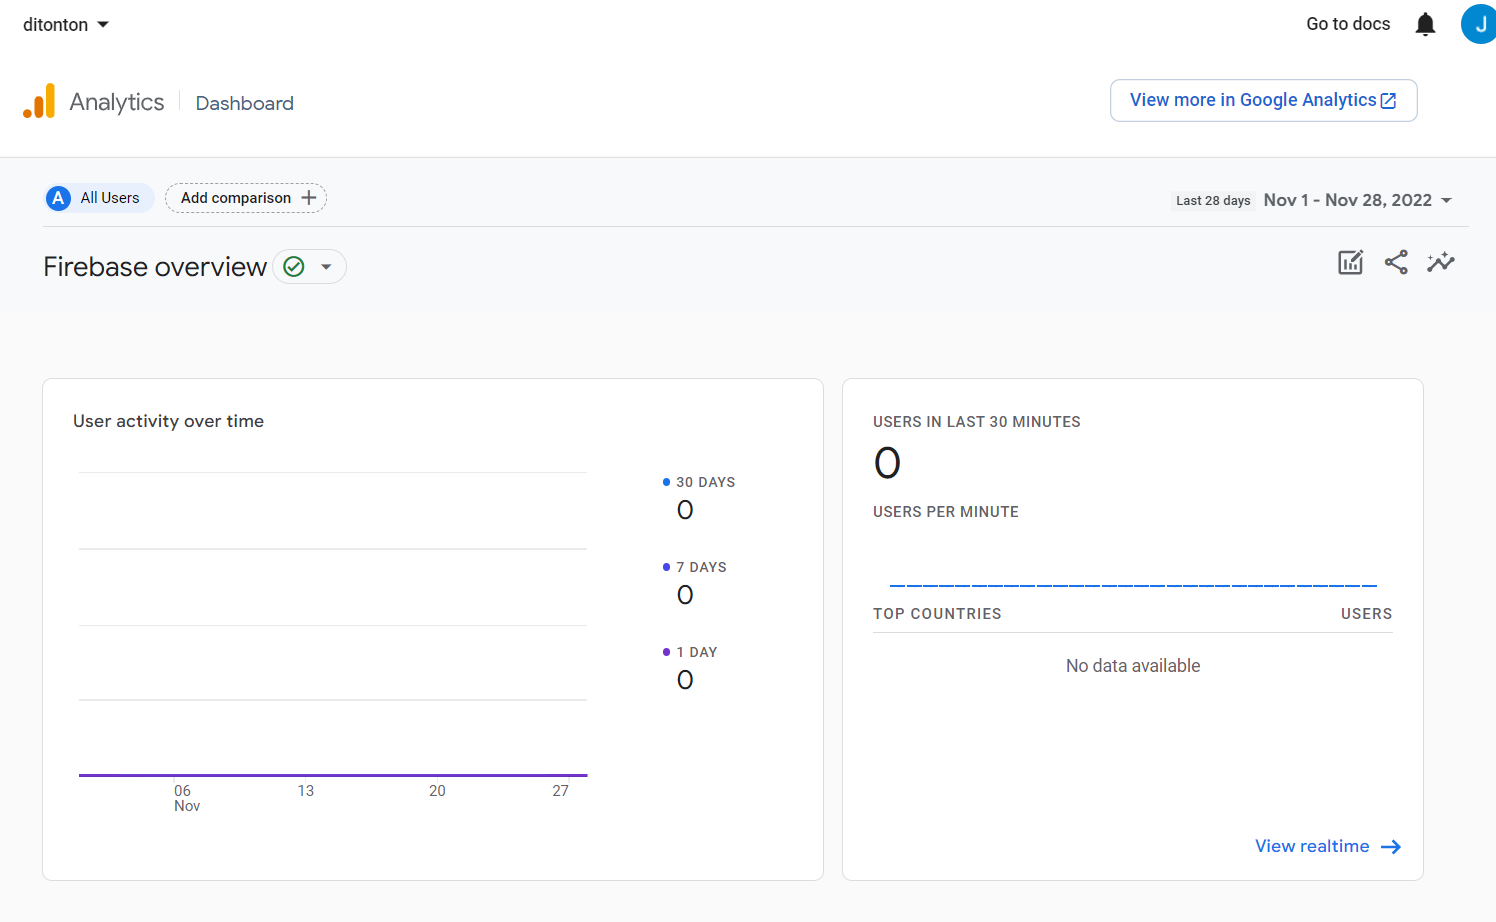 ditonton
Go to docs
J
Analytics
Dashboard
View more in Google Analytics
A
All Users
Add comparison
Last 28 days
Nov 1 - Nov 28, 2022
Firebase overview
User activity over time
30 DAYS
0
7 DAYS
0
1 DAY
0
06
Nov
13
20
27
USERS IN LAST 30 MINUTES
0
USERS PER MINUTE
TOP COUNTRIES
USERS
No data available
View realtime